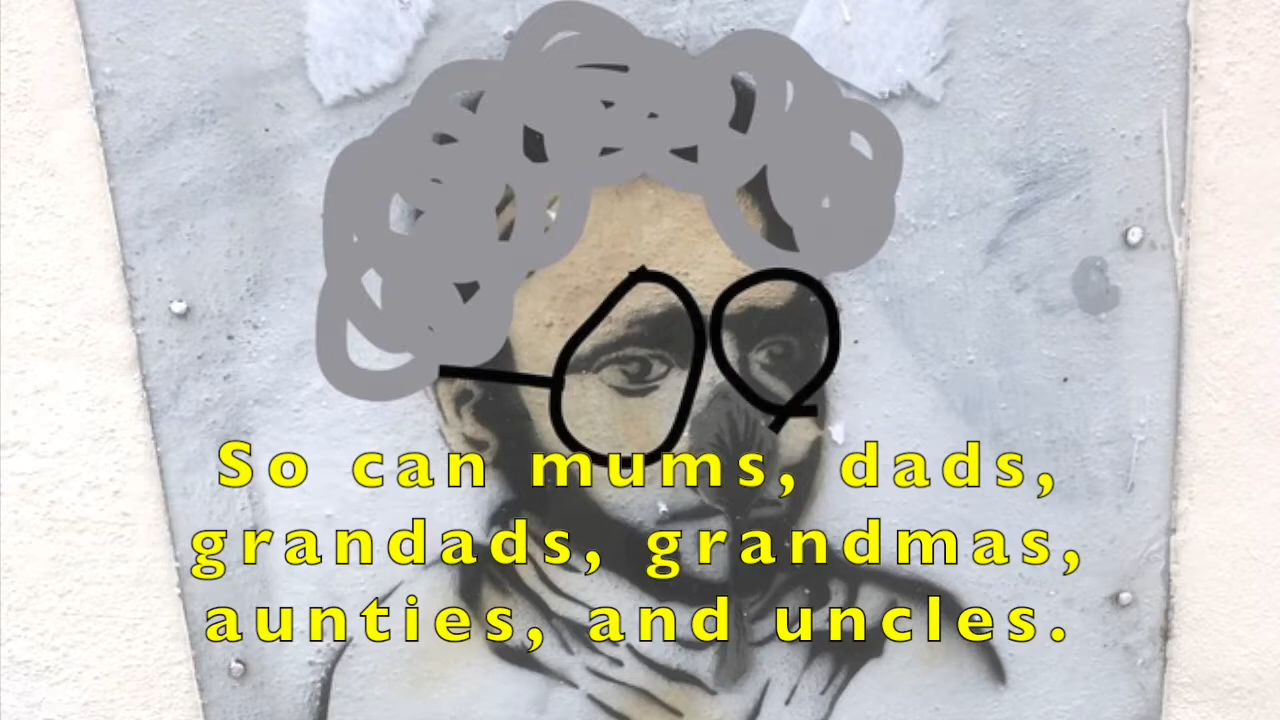 So can mums, dads,
grandads, grandmas,
aunties, and uncles.